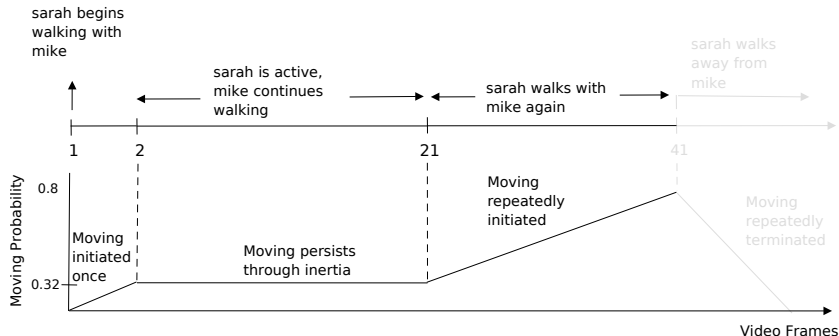 sarah begins
walking with
mike
sarah is active,
mike continues
walking
sarah walks with
mike again
sarah walks
away from
mike
1
2
21
41
Moving Probability
0.8
0.32
Moving
initiated
once
Moving persists
through inertia
Moving
repeatedly
initiated
Moving
repeatedly
terminated
Video Frames